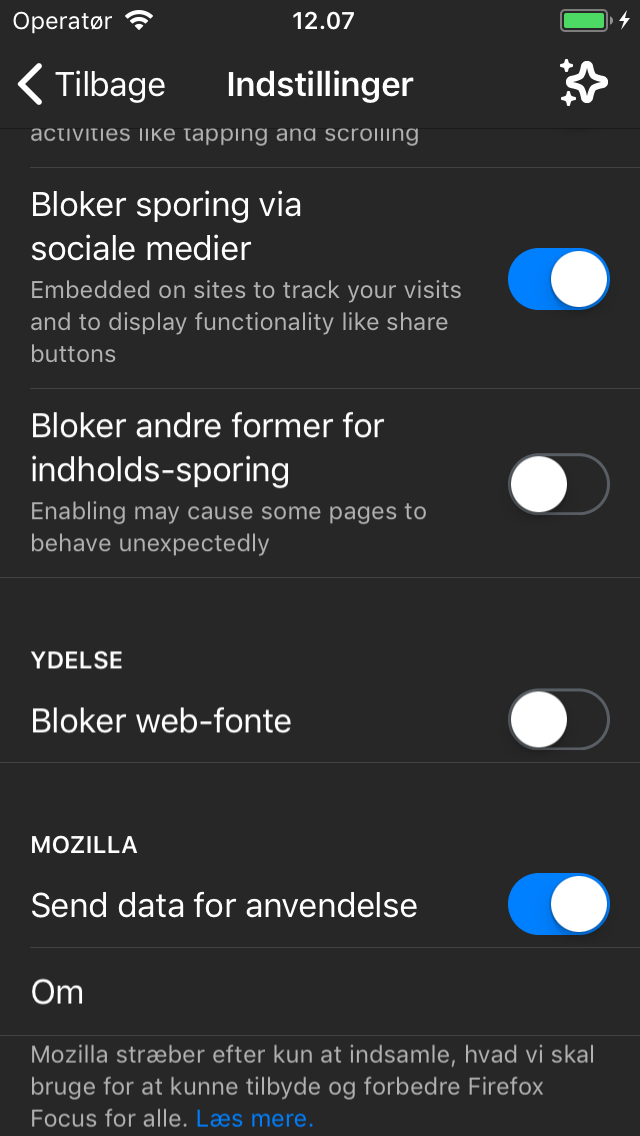 Operatør 12.07
Tilbage Indstillinger
activities like tapping and scrolling
Bloker sporing via
sociale medier
Embedded on sites to track your visits
and to display functionality like share
buttons
Bloker andre former for
indholds-sporing
Enabling may cause some pages to
behave unexpectedly
YDELSE
Bloker web-fonte
MOZILLA
Send data for anvendelse
Om
Mozilla stræber efter kun at indsamle, hvad vi skal
bruge for at kunne tilbyde og forbedre Firefox
Focus for alle. Læs mere.